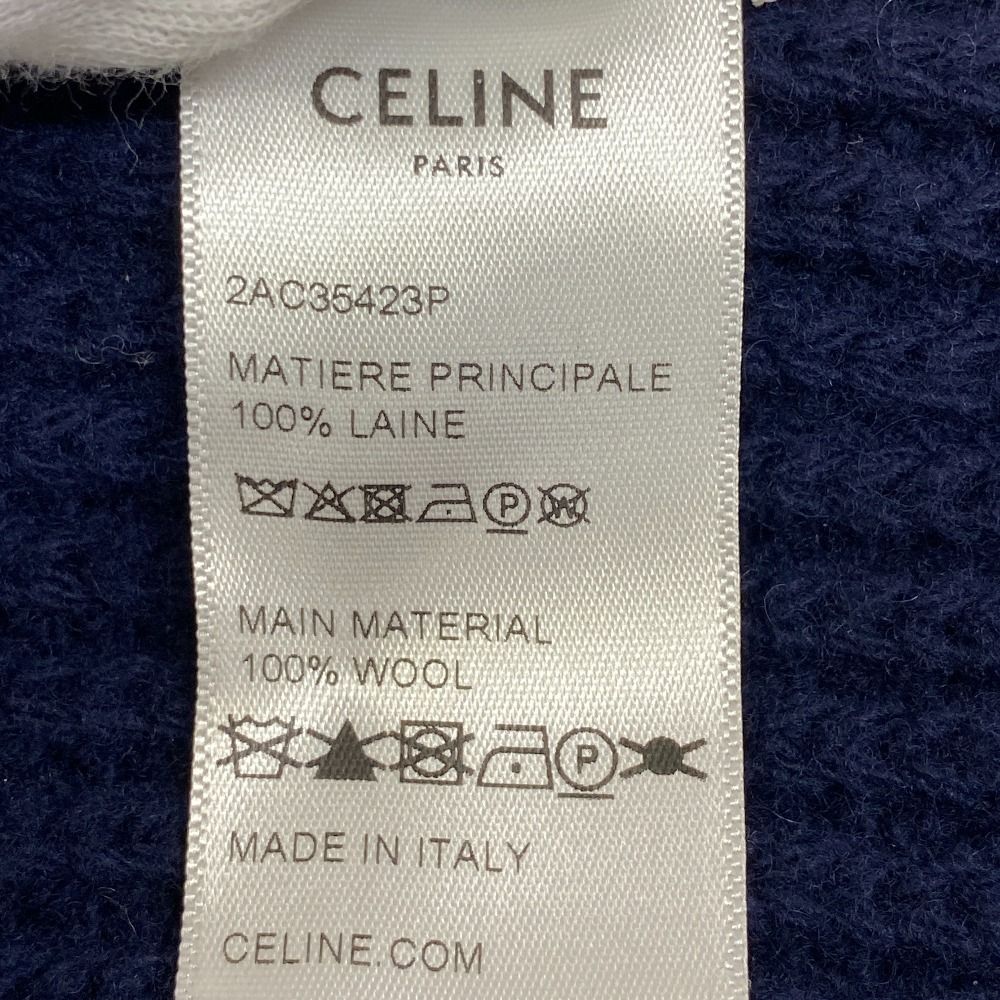 CELINE
PARIS
2AC35423P
MATIERE PRINCIPALE
100% LAINE
P W
MAIN MATERIAL
100% WOOL
P
MADE IN ITALY
CELINE.COM